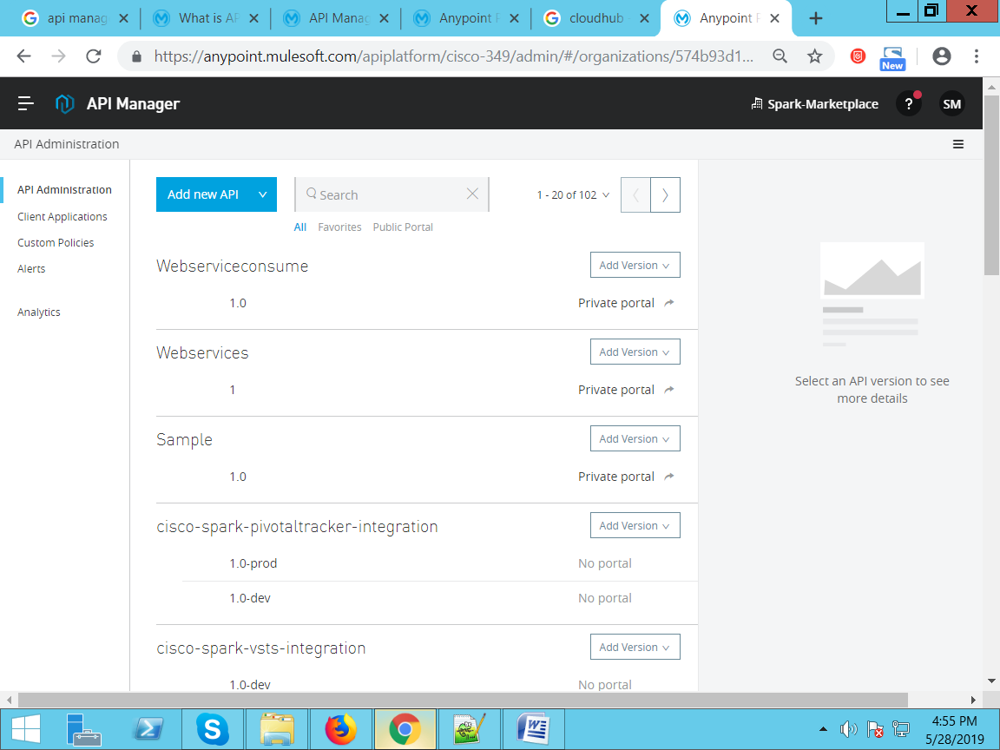 api manag
What is AP
API Manag
Anypoint P
cloudhub
Anypoint P
https://anypoint.mulesoft.com/apiplatform/cisco-349/admin/#/organizations/574b93d1...
New
API Manager
Spark-Marketplace
?
SM
API Administration
API Administration
Client Applications
Custom Policies
Alerts
Analytics
Add new API
Search
1 - 20 of 102
All Favorites Public Portal
Webserviceconsume
Add Version
1.0
Private portal
Webservices
Add Version
1
Private portal
Sample
Add Version
1.0
Private portal
cisco-spark-pivotaltracker-integration
Add Version
1.0-prod
No portal
1.0-dev
No portal
cisco-spark-vsts-integration
Add Version
1.0-dev
No portal
Select an API version to see
more details
4:55 PM
5/28/2019